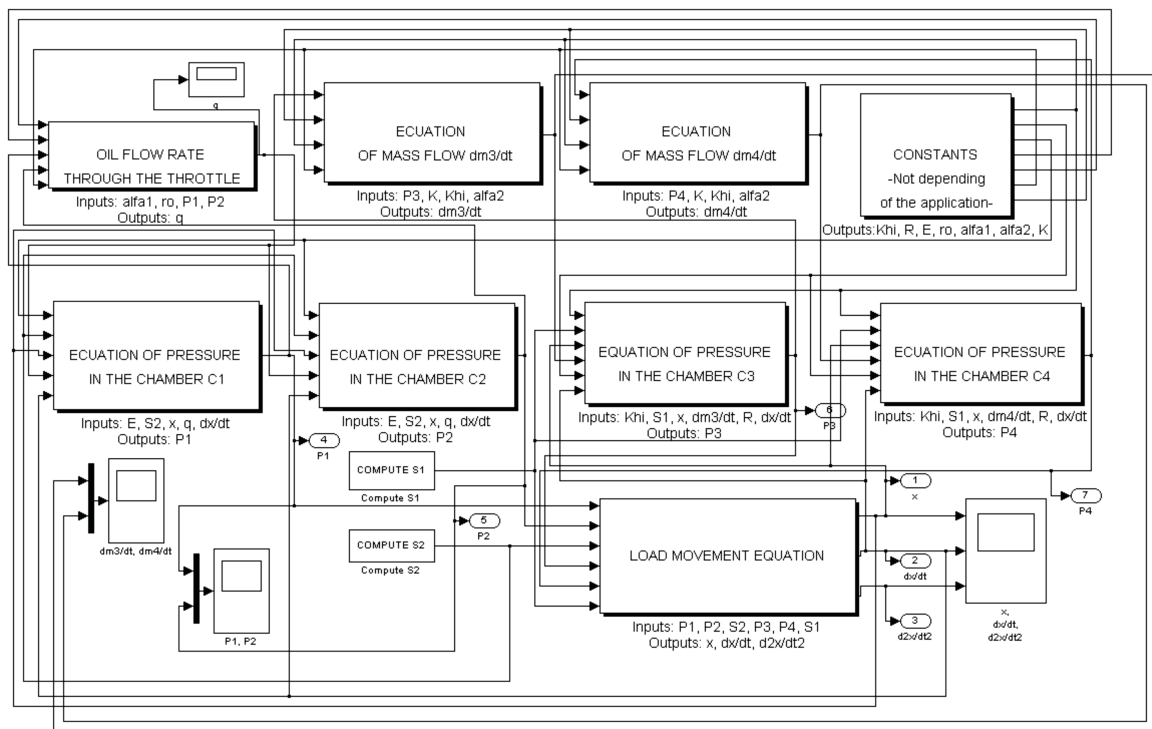 q
OIL FLOW RATE
THROUGH THE THROTTLE
Inputs: alfa1, ro, P1, P2
Outputs: q
ECUATION
OF MASS FLOW dm3/dt
Inputs: P3, K, Khi, alfa2
Outputs: dm3/dt
ECUATION
OF MASS FLOW dm4/dt
Inputs: P4, K, Khi, alfa2
Outputs: dm4/dt
CONSTANTS
-Not depending
of the application-
Outputs:Khi, R, E, ro, alfa1, alfa2, K
ECUATION OF PRESSURE
IN THE CHAMBER C1
Inputs: E, S2, x, q, dx/dt
Outputs: P1
ECUATION OF PRESSURE
IN THE CHAMBER C2
Inputs: E, S2, x, q, dx/dt
Outputs: P2
EQUATION OF PRESSURE
IN THE CHAMBER C3
Inputs: Khi, S1, x, dm3/dt, R, dx/dt
Outputs: P3
ECUATION OF PRESSURE
IN THE CHAMBER C4
Inputs: Khi, S1, x, dm4/dt, R, dx/dt
Outputs: P4
6
P3
4
P1
COMPUTE S1
Compute S1
1
x
7
P4
dm3/dt, dm4/dt
5
P2
COMPUTE S2
Compute S2
LOAD MOVEMENT EQUATION
Inputs: P1, P2, S2, P3, P4, S1
Outputs: x, dx/dt, d2x/dt2
2
dx/dt
3
d2x/dt2
x,
dx/dt,
d2x/dt2
P1, P2